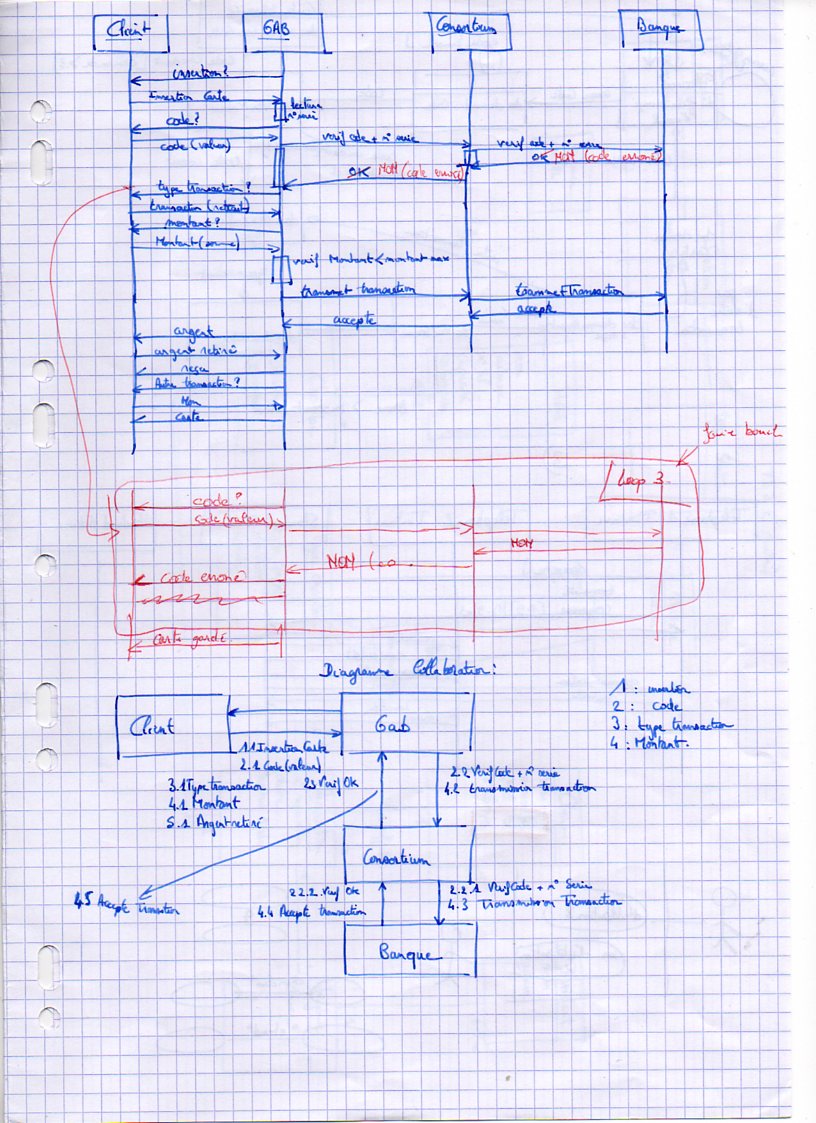 Client GAB Consortium Banque
insertion?
Insertion Carte
lecture
n° serie
code?
code (valeur)
verif code + n° serie
verif code + n° serie
OK NON (code erroné)
OK NON (code erroné)
type transaction?
transaction (retrait)
montant?
Montant (somme)
verif Montant < montant max
transmet transaction
transmet Transaction
accepte
accepte
argent
argent retiré
reçu
Autre transaction?
Non
carte
Loop 3
code?
code (valeur)
NON
NON (co...
code erroné
carte gardé
Diagramme Collaboration:
Client
Gab
1 : insertion
2 : code
3 : type transaction
4 : Montant.
1.1 Insertion Carte
2.1 Code (valeur)
3.1 Type transaction
4.1 Montant
5.1 Argent retiré
2.3 Verif Ok
2.2 Verif Code + n° serie
4.2 transmission transaction
Consortium
4.5 Accepte Transaction
2.2.2. Verif Ok
4.4 Accepte transaction
2.2.1 Verif Code + n° Serie
4.3 Transmission Transaction
Banque